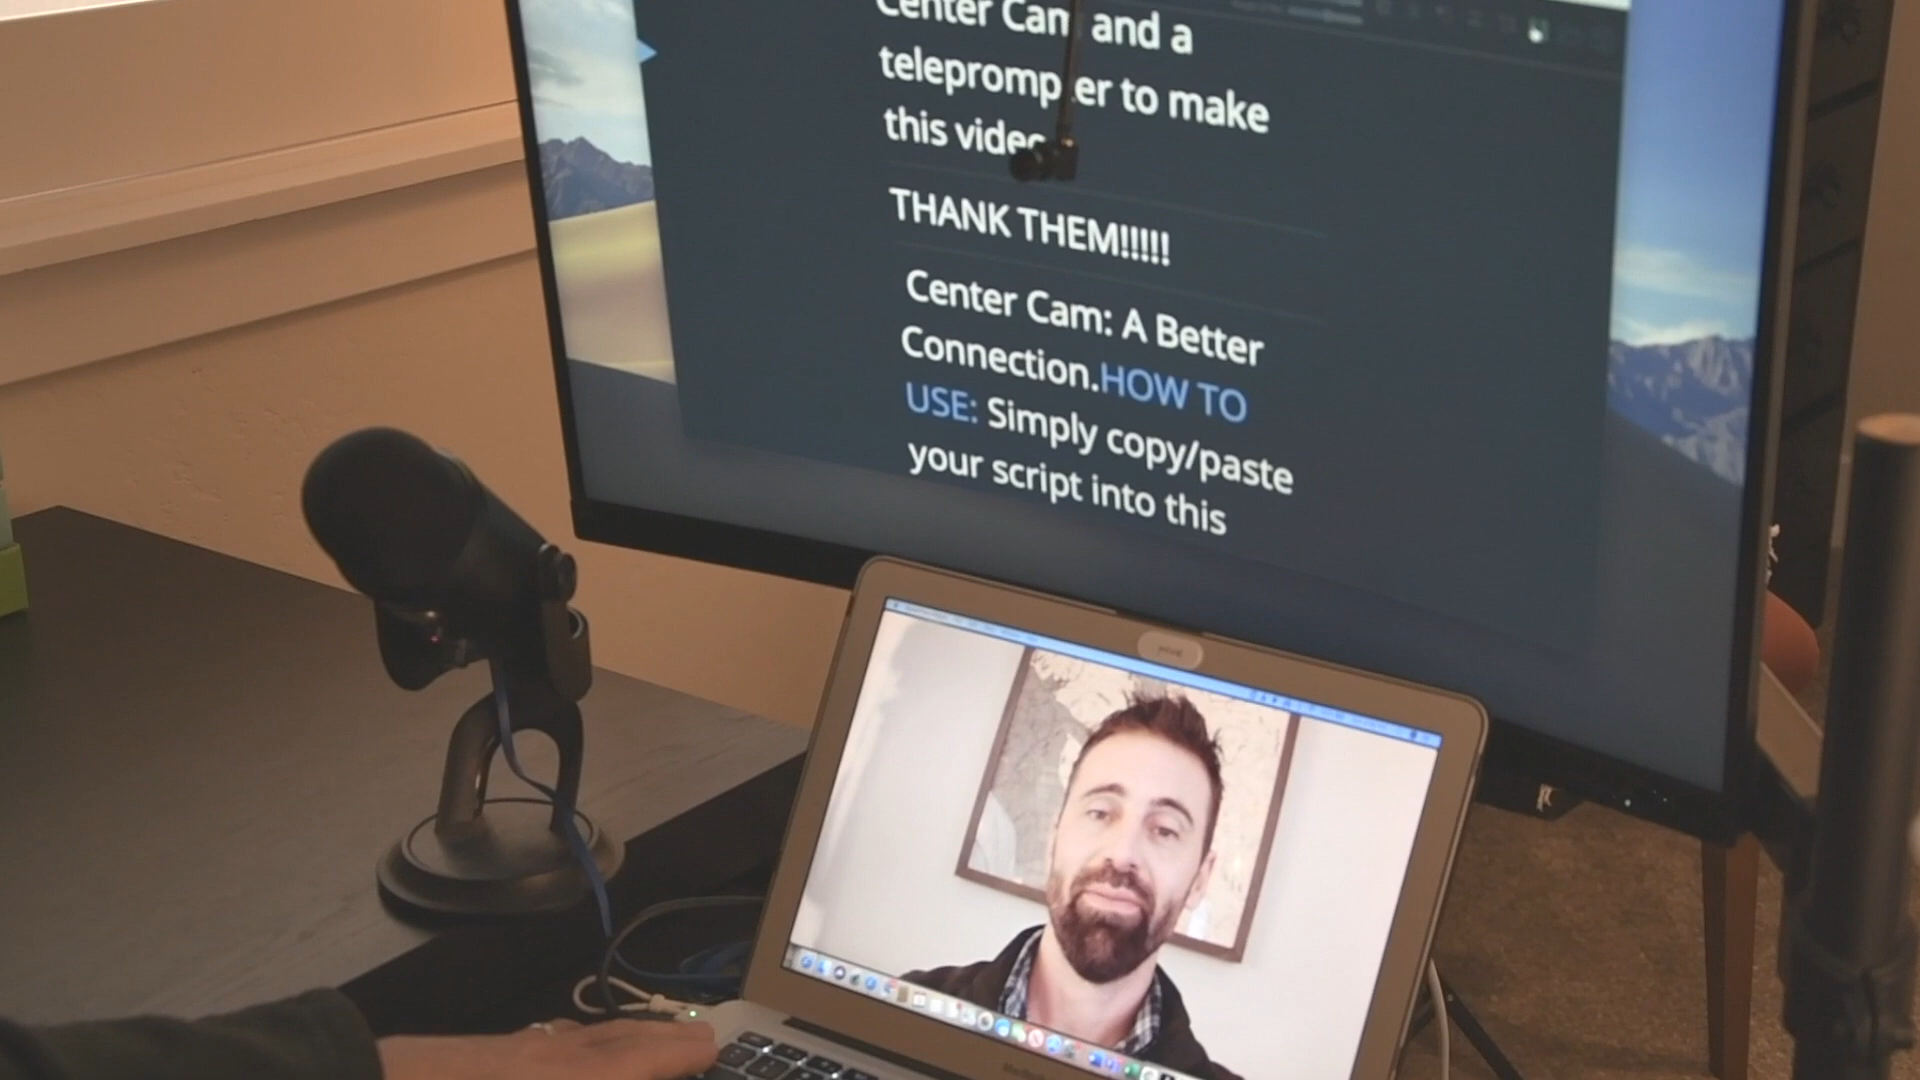 Center Cam and a
teleprompter to make
this video
THANK THEM!!!!!
Center Cam: A Better
Connection.HOW TO
USE: Simply copy/paste
your script into this